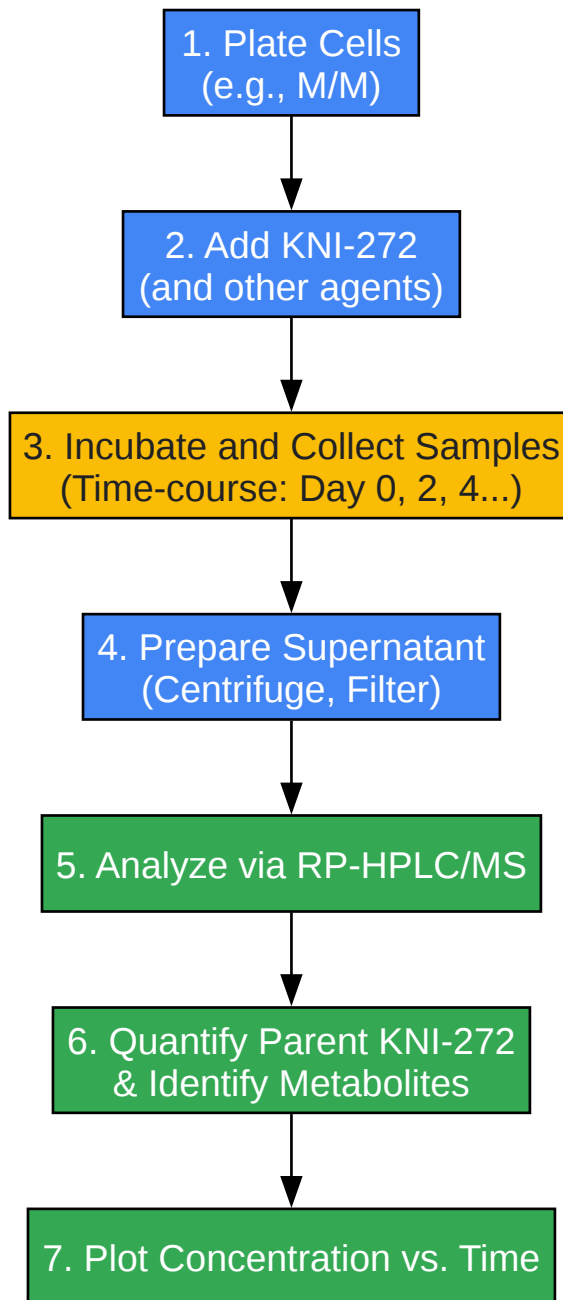 1. Plate Cells
(e.g., M/M)
2. Add KNI-272
(and other agents)
3. Incubate and Collect Samples
(Time-course: Day 0, 2, 4...)
4. Prepare Supernatant
(Centrifuge, Filter)
5. Analyze via RP-HPLC/MS
6. Quantify Parent KNI-272
& Identify Metabolites
7. Plot Concentration vs. Time